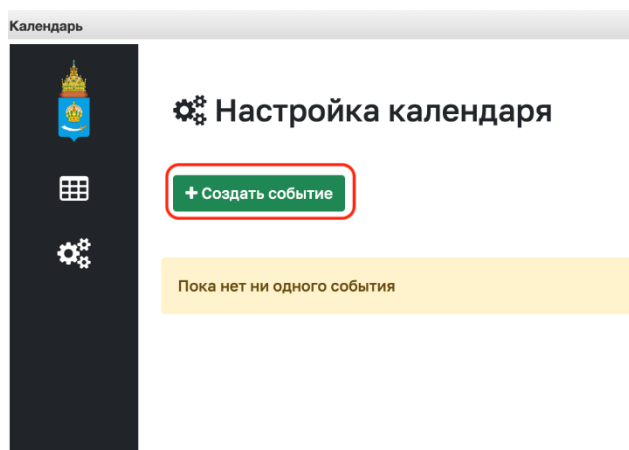 Календарь
Настройка календаря
+ Создать событие
Пока нет ни одного события